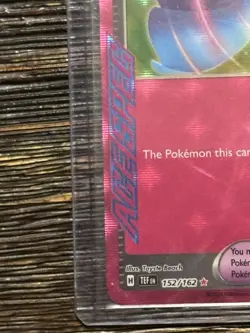 ACE SPEC
The Pokémon this car
Illus. Toyste Beach
H TEF EN 152/162 ★
You
Poké
Poké